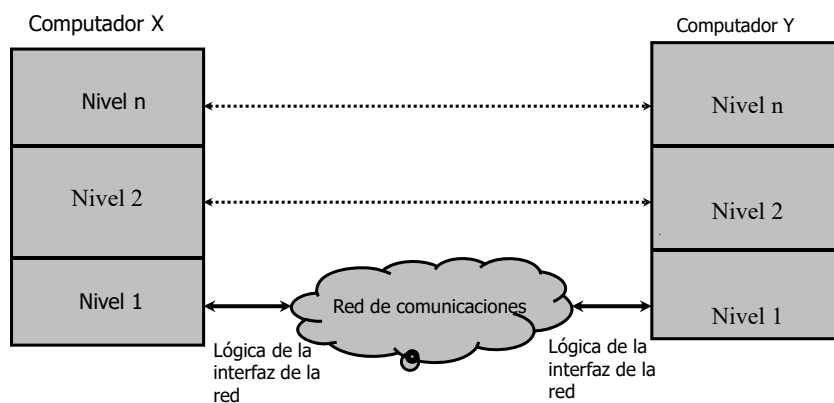 Computador X
Computador Y
Nivel n
Nivel n
Nivel 2
Nivel 2
Nivel 1
Red de comunicaciones
Nivel 1
Lógica de la
interfaz de la
red
Lógica de la
interfaz de la
red